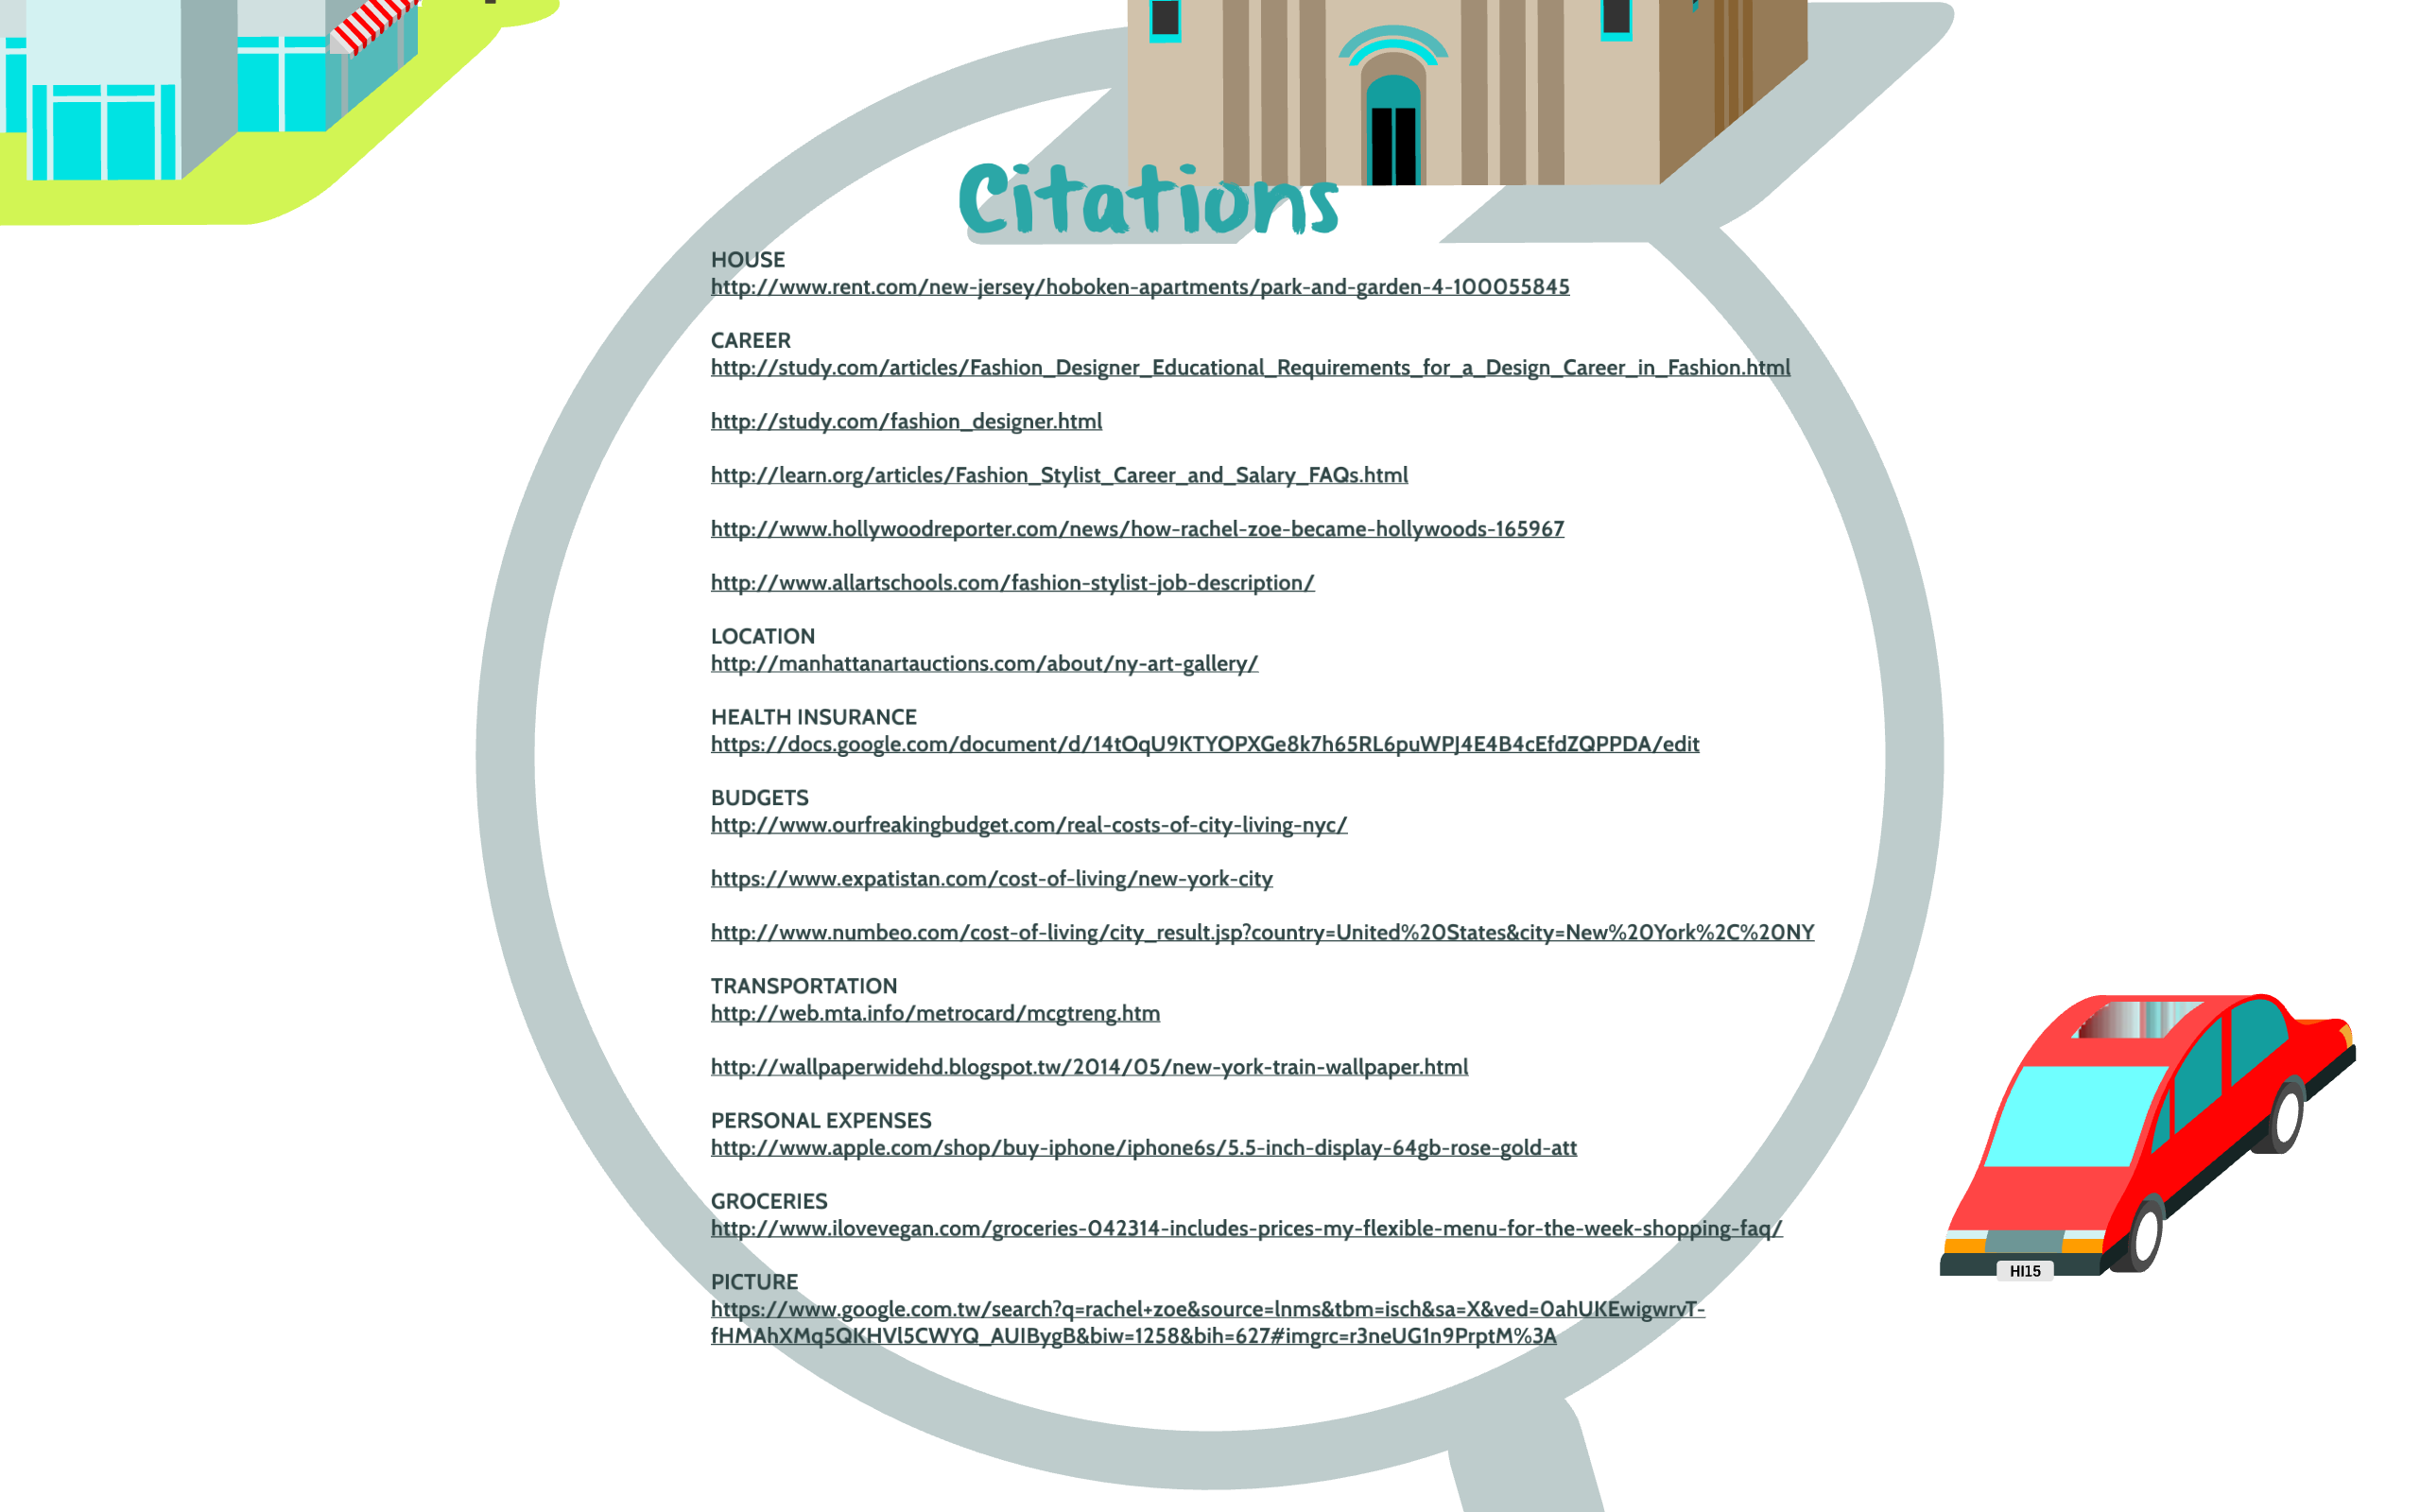 Citations
HOUSE
http://www.rent.com/new-jersey/hoboken-apartments/park-and-garden-4-100055845
CAREER
http://study.com/articles/Fashion_Designer_Educational_Requirements_for_a_Design_Career_in_Fashion.html
http://study.com/fashion_designer.html
http://learn.org/articles/Fashion_Stylist_Career_and_Salary_FAQs.html
http://www.hollywoodreporter.com/news/how-rachel-zoe-became-hollywoods-165967
http://www.allartschools.com/fashion-stylist-job-description/
LOCATION
http://manhattanartauctions.com/about/ny-art-gallery/
HEALTH INSURANCE
https://docs.google.com/document/d/14tOqU9KTYOPXGe8k7h65RL6puWPJ4E4B4cEfdZQPPDA/edit
BUDGETS
http://www.ourfreakingbudget.com/real-costs-of-city-living-nyc/
https://www.expatistan.com/cost-of-living/new-york-city
http://www.numbeo.com/cost-of-living/city_result.jsp?country=United%20States&city=New%20York%2C%20NY
TRANSPORTATION
http://web.mta.info/metrocard/mcgtreng.htm
http://wallpaperwidehd.blogspot.tw/2014/05/new-york-train-wallpaper.html
PERSONAL EXPENSES
http://www.apple.com/shop/buy-iphone/iphone6s/5.5-inch-display-64gb-rose-gold-att
GROCERIES
http://www.ilovevegan.com/groceries-042314-includes-prices-my-flexible-menu-for-the-week-shopping-faq/
PICTURE
https://www.google.com.tw/search?q=rachel+zoe&source=lnms&tbm=isch&sa=X&ved=0ahUKEwigwrvT-
fHMAhXMq5QKHVl5CWYQ_AUIBygB&biw=1258&bih=627#imgrc=r3neUG1n9PrptM%3A
HI15